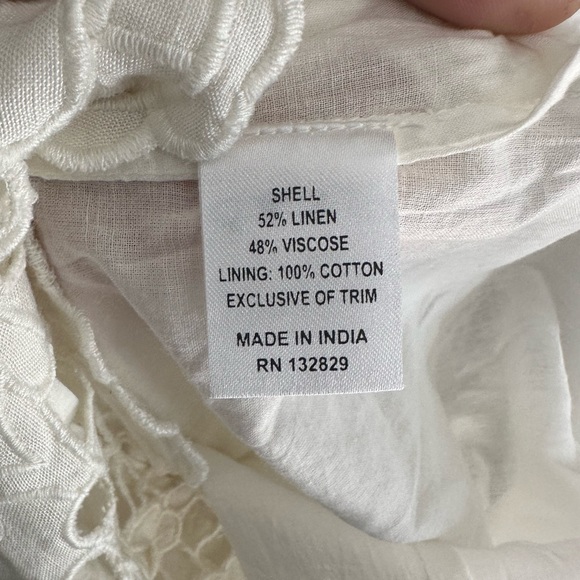 SHELL
52% LINEN
48% VISCOSE
LINING: 100% COTTON
EXCLUSIVE OF TRIM
MADE IN INDIA
RN 132829